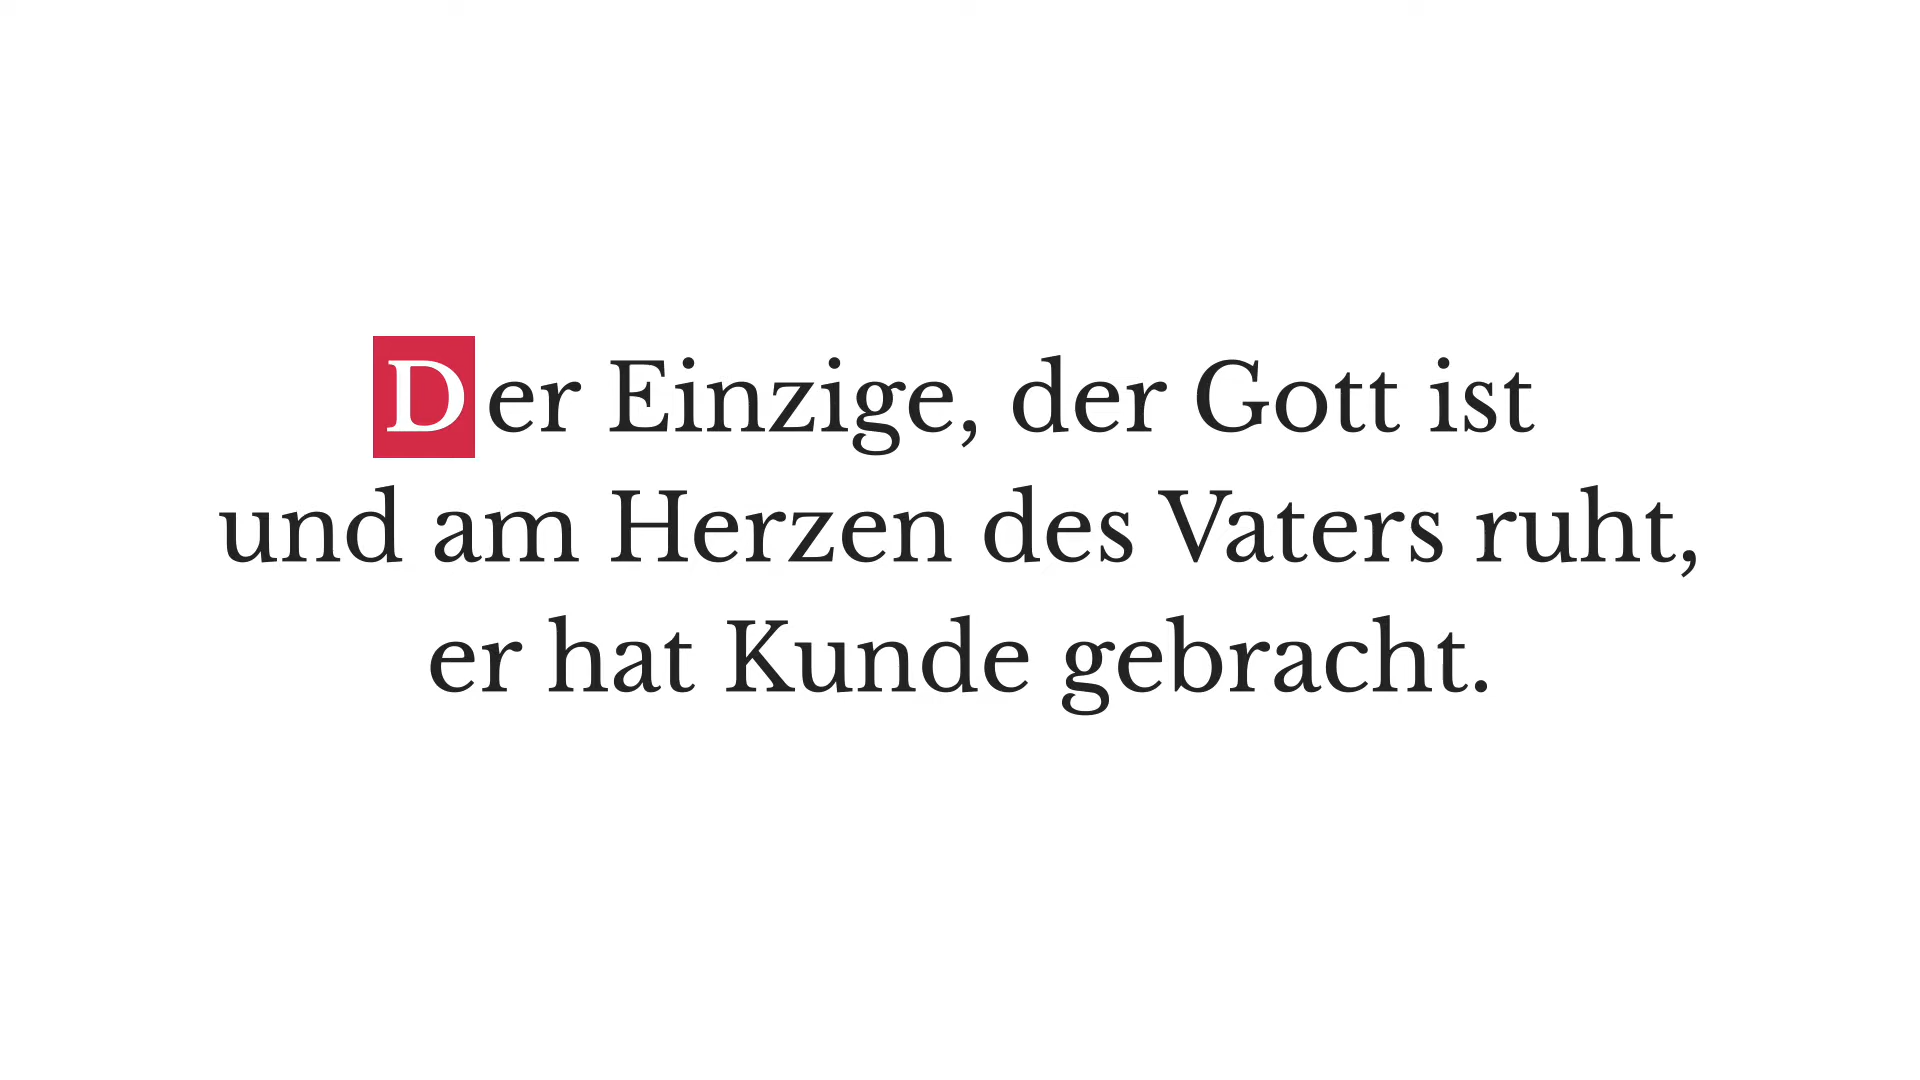 Der Einzige, der Gott ist
und am Herzen des Vaters ruht,
er hat Kunde gebracht.